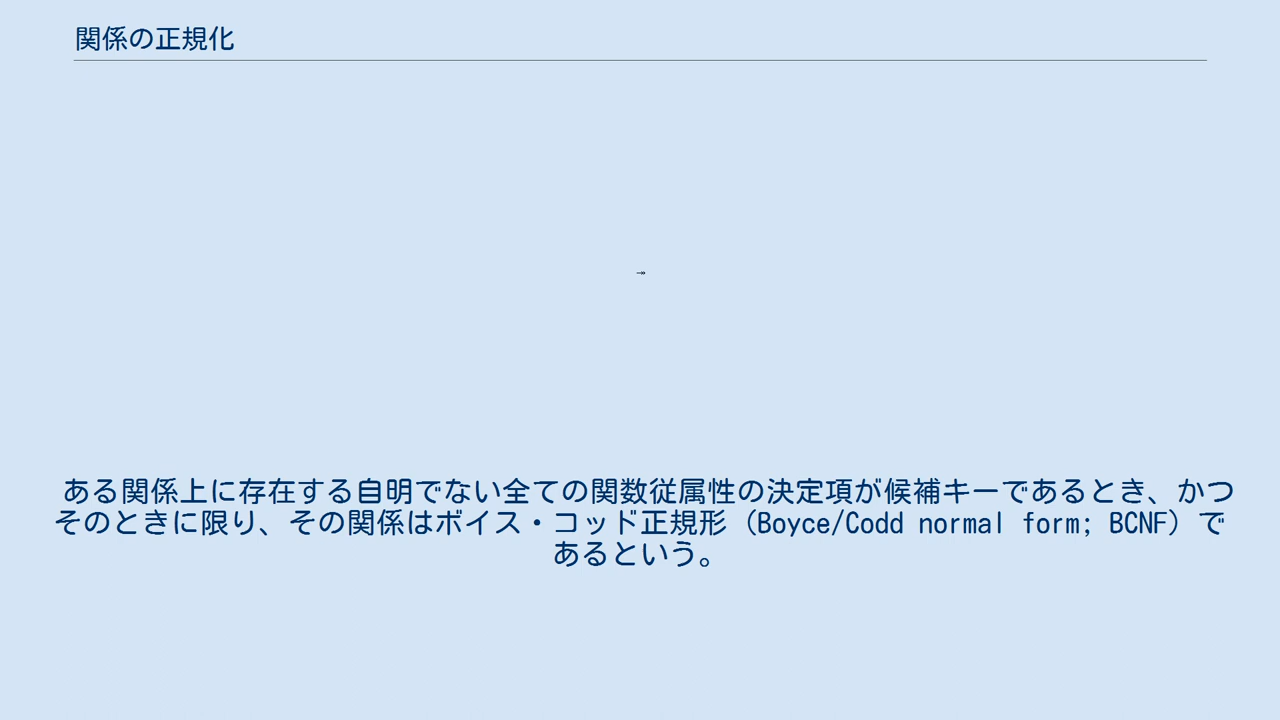 関係の正規化
↠
ある関係上に存在する自明でない全ての関数従属性の決定項が候補キーであるとき、かつ
そのときに限り、その関係はボイス・コッド正規形（Boyce/Codd normal form; BCNF）で
あるという。